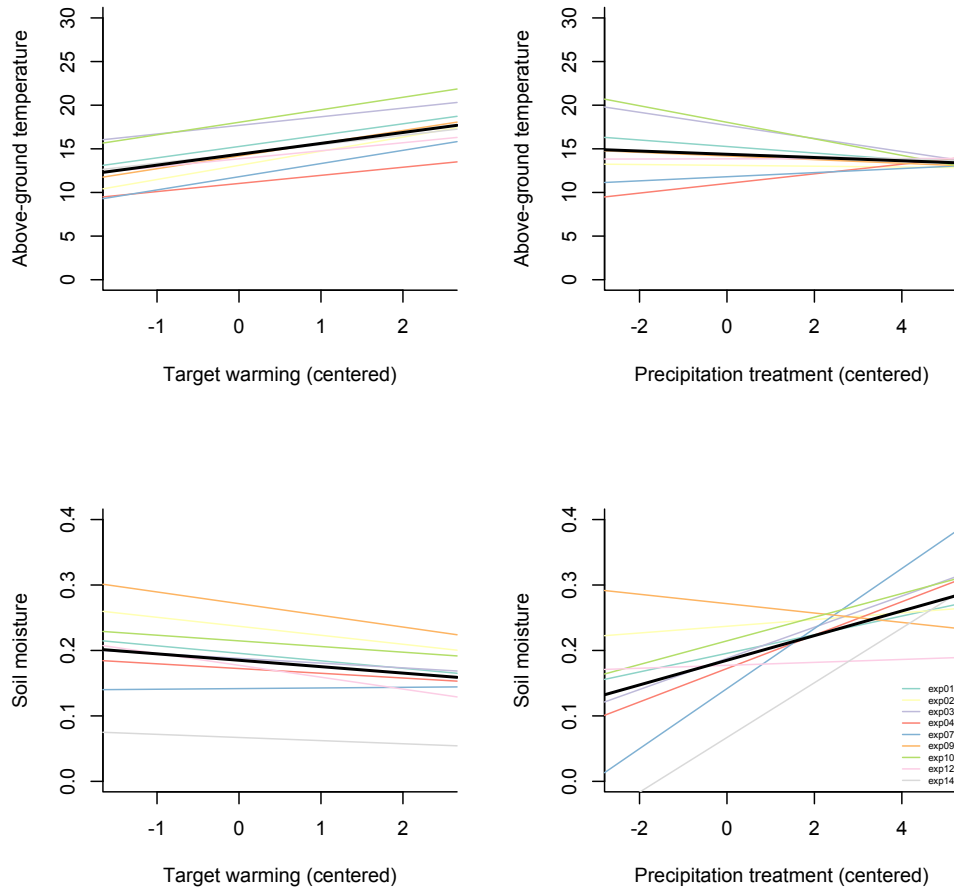 Above-ground temperature
0 5 10 15 20 25 30
-1 0 1 2
Target warming (centered)
Above-ground temperature
0 5 10 15 20 25 30
-2 0 2 4
Precipitation treatment (centered)
Soil moisture
0.0 0.1 0.2 0.3 0.4
-1 0 1 2
Target warming (centered)
Soil moisture
0.0 0.1 0.2 0.3 0.4
-2 0 2 4
Precipitation treatment (centered)
exp01
exp02
exp03
exp04
exp07
exp09
exp10
exp12
exp14